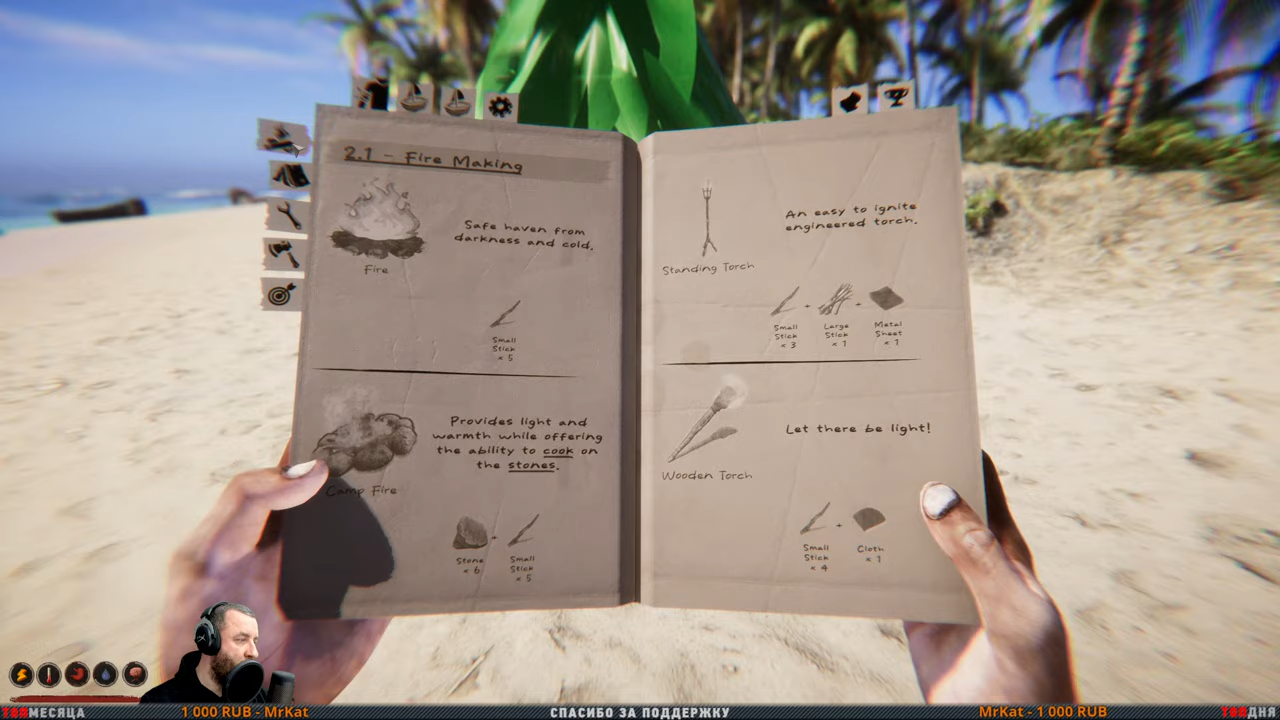 2.1 - Fire Making
Safe haven from
darkness and cold.
Fire
Small
Stick
x 5
Provides light and
warmth while offering
the ability to cook on
the stones.
Camp Fire
Stone
x 6
Small
Stick
x 5
An easy to ignite
engineered torch.
Standing Torch
Small
Stick
x 3
Large
Stick
x 1
Metal
Sheet
x 1
Let there be light!
Wooden Torch
Small
Stick
x 4
Cloth
x 1
ТОП МЕСЯЦА
1 000 RUB - MrKat
СПАСИБО ЗА ПОДДЕРЖКУ
MrKat - 1 000 RUB
ТОП ДНЯ